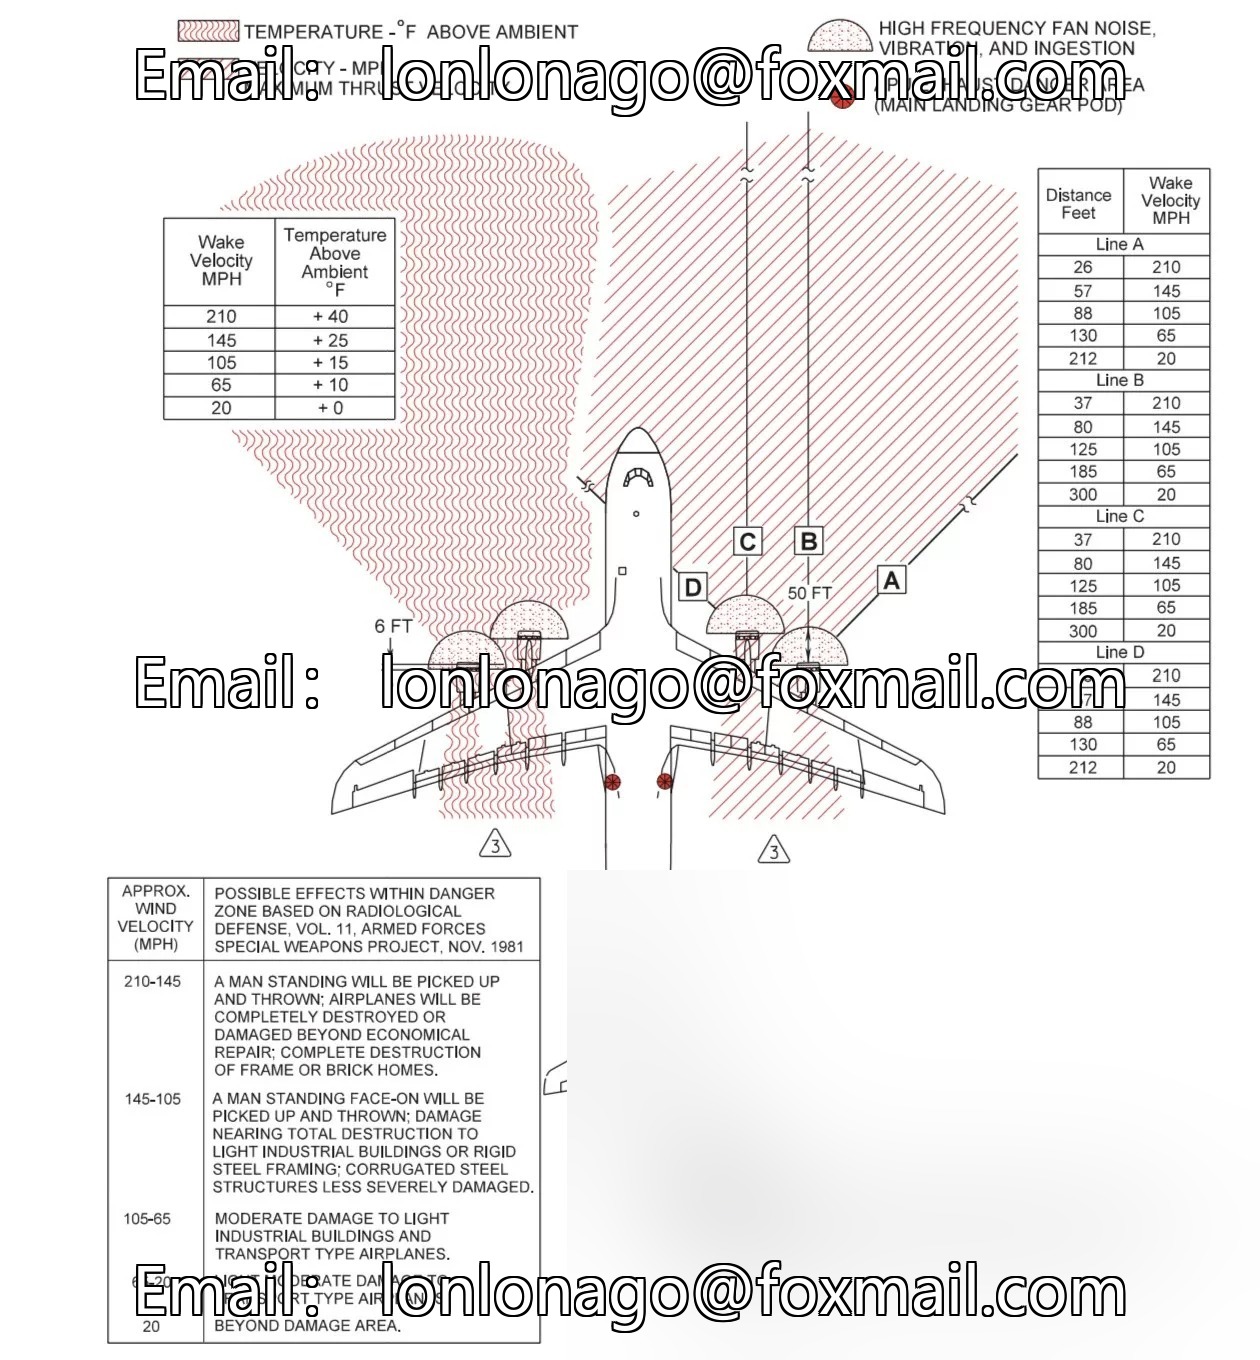 TEMPERATURE -°F ABOVE AMBIENT
HIGH FREQUENCY FAN NOISE,
VIBRATION, AND INGESTION
Email: lonlonago@foxmail.com
(MAIN LANDING GEAR POD)
Wake
Velocity
MPH
Temperature
Above
Ambient
°F
210 + 40
145 + 25
105 + 15
65 + 10
20 + 0
Distance
Feet
Wake
Velocity
MPH
Line A
26 210
57 145
88 105
130 65
212 20
Line B
37 210
80 145
125 105
185 65
300 20
Line C
37 210
80 145
125 105
185 65
300 20
Line D
210
145
88 105
130 65
212 20
C
B
D
A
50 FT
6 FT
Email: lonlonago@foxmail.com
3
3
APPROX.
WIND
VELOCITY
(MPH)
POSSIBLE EFFECTS WITHIN DANGER
ZONE BASED ON RADIOLOGICAL
DEFENSE, VOL. 11, ARMED FORCES
SPECIAL WEAPONS PROJECT, NOV. 1981
210-145 A MAN STANDING WILL BE PICKED UP
AND THROWN; AIRPLANES WILL BE
COMPLETELY DESTROYED OR
DAMAGED BEYOND ECONOMICAL
REPAIR; COMPLETE DESTRUCTION
OF FRAME OR BRICK HOMES.
145-105 A MAN STANDING FACE-ON WILL BE
PICKED UP AND THROWN; DAMAGE
NEARING TOTAL DESTRUCTION TO
LIGHT INDUSTRIAL BUILDINGS OR RIGID
STEEL FRAMING; CORRUGATED STEEL
STRUCTURES LESS SEVERELY DAMAGED.
105-65 MODERATE DAMAGE TO LIGHT
INDUSTRIAL BUILDINGS AND
TRANSPORT TYPE AIRPLANES.
Email: lonlonago@foxmail.com
20 BEYOND DAMAGE AREA.